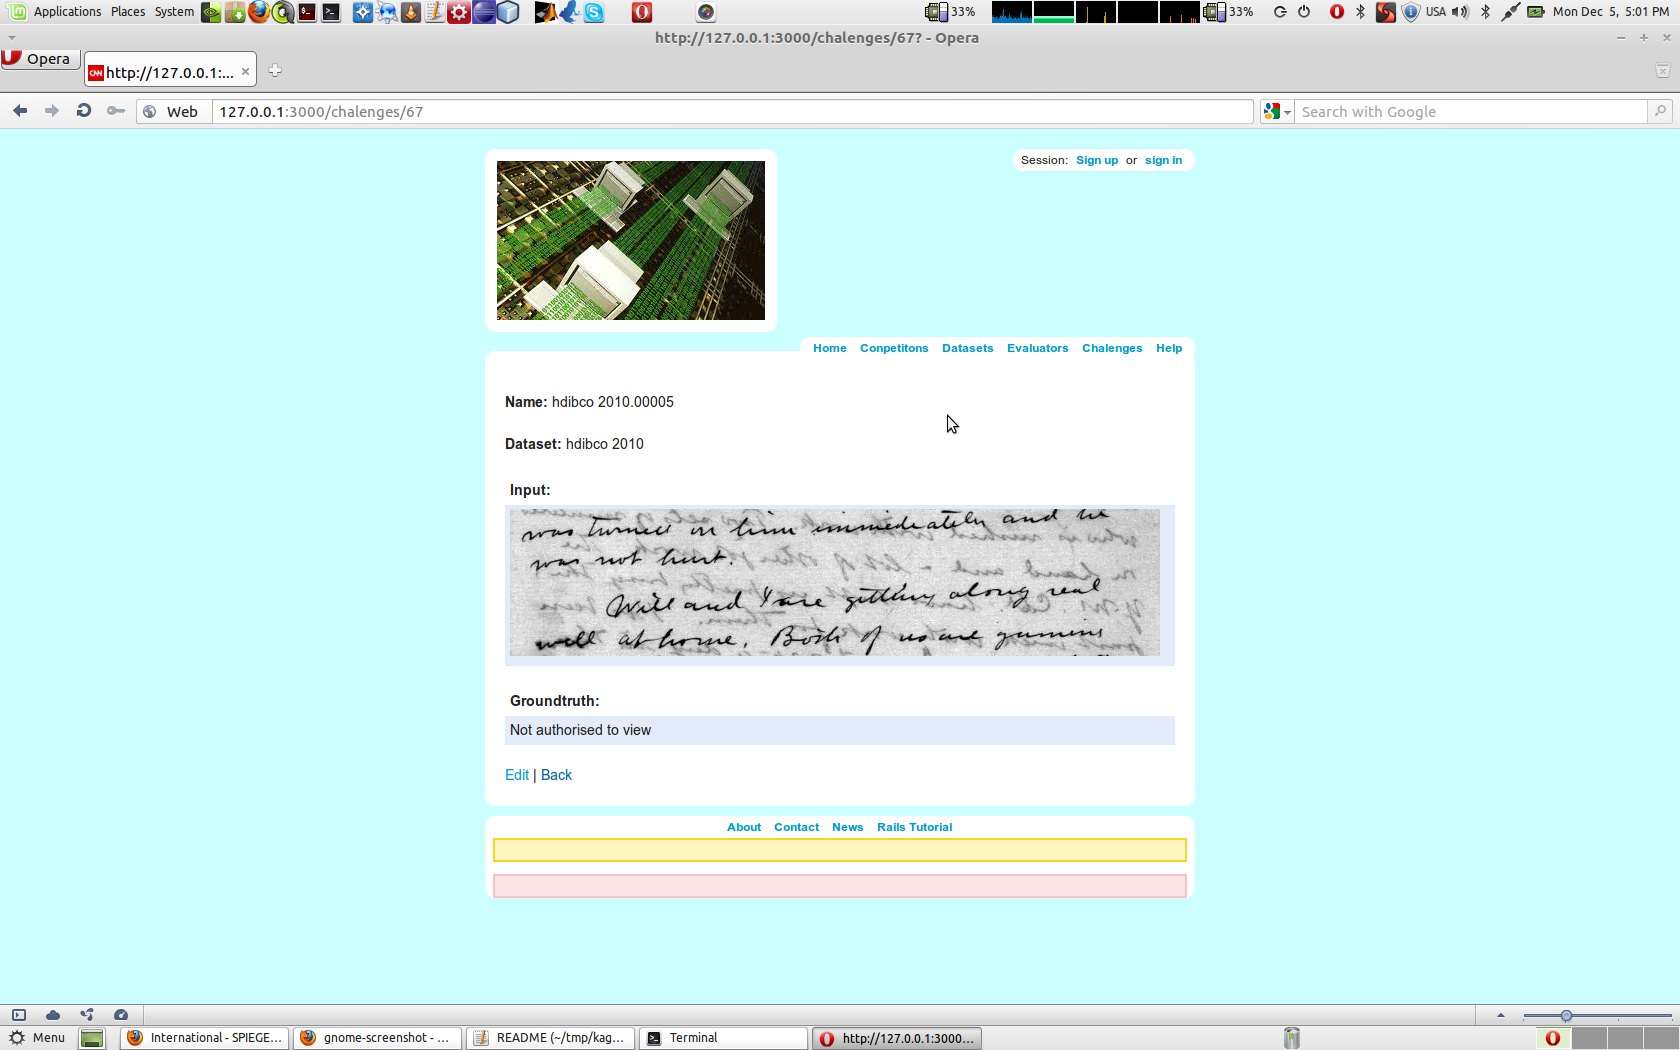 Applications Places System 33% 33% USA Mon Dec 5, 5:01 PM
http://127.0.0.1:3000/chalenges/67? - Opera
Opera
CNN http://127.0.0.1:...
Web 127.0.0.1:3000/chalenges/67 Search with Google
Session: Sign up or sign in
Home Conpetitons Datasets Evaluators Chalenges Help
Name: hdibco 2010.00005
Dataset: hdibco 2010
Input:
was turned on him immediately and he
was not hurt.
Will and I are getting along real
well at home. Both of us are gaining
Groundtruth:
Not authorised to view
Edit | Back
About Contact News Rails Tutorial
Menu International - SPIEGE... gnome-screenshot - ... README (~/tmp/kag... Terminal http://127.0.0.1:3000...